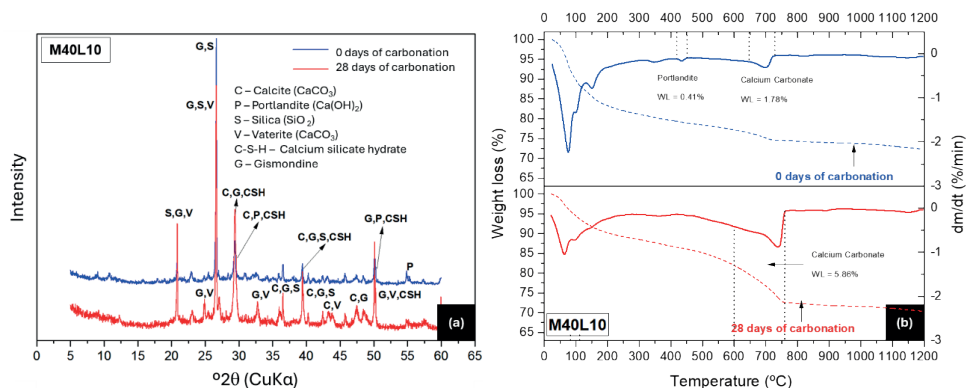 M40L10
G,S
0 days of carbonation
28 days of carbonation
C – Calcite (CaCO3)
P – Portlandite (Ca(OH)2)
S – Silica (SiO2)
V – Vaterite (CaCO3)
C-S-H – Calcium silicate hydrate
G – Gismondine
G,S,V
C,G,CSH
S,G,V
C,P,CSH
G,P,CSH
C,G,S,CSH
P
G,V
C,G,S
G,V
C,G,S
C,V
C,G
G,V,CSH
(a)
Intensity
0 5 10 15 20 25 30 35 40 45 50 55 60 65
º2θ (CuKα)
0 100 200 300 400 500 600 700 800 900 1000 1100 1200
100
95
90
85
80
75
70
65
0
-1
-2
-3
Portlandite
WL = 0.41%
Calcium Carbonate
WL = 1.78%
0 days of carbonation
100
95
90
85
80
75
70
65
0
-1
-2
-3
Calcium Carbonate
WL = 5.86%
28 days of carbonation
M40L10
(b)
Weight loss (%)
dm/dt (%/min)
0 100 200 300 400 500 600 700 800 900 1000 1100 1200
Temperature (ºC)